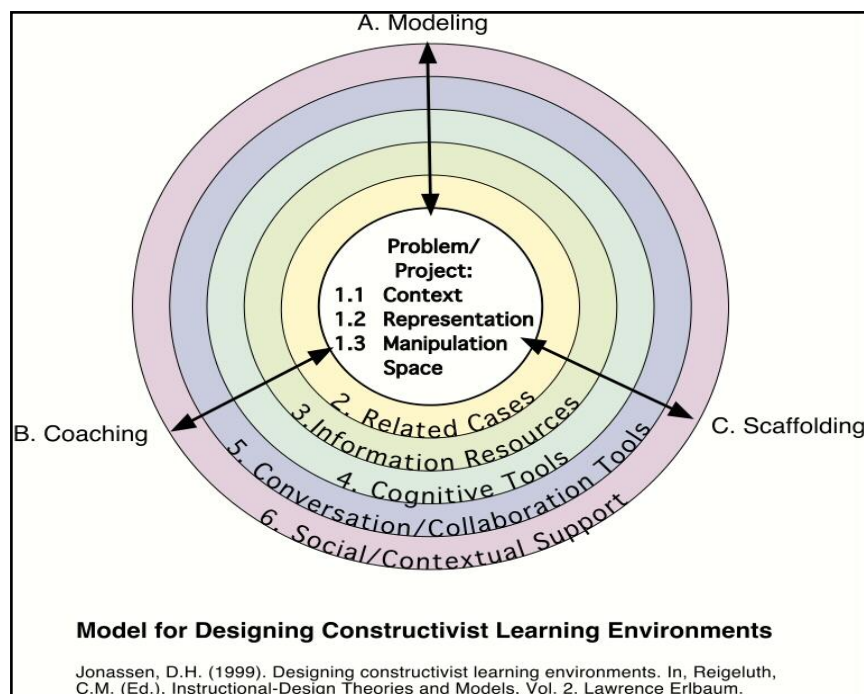 A. Modeling
Problem/
Project:
1.1 Context
1.2 Representation
1.3 Manipulation
Space
2. Related Cases
3.Information Resources
4. Cognitive Tools
5. Conversation/Collaboration Tools
6. Social/Contextual Support
B. Coaching
C. Scaffolding
Model for Designing Constructivist Learning Environments
Jonassen, D.H. (1999). Designing constructivist learning environments. In, Reigeluth,
C.M. (Ed.). Instructional-Design Theories and Models, Vol. 2. Lawrence Erlbaum.